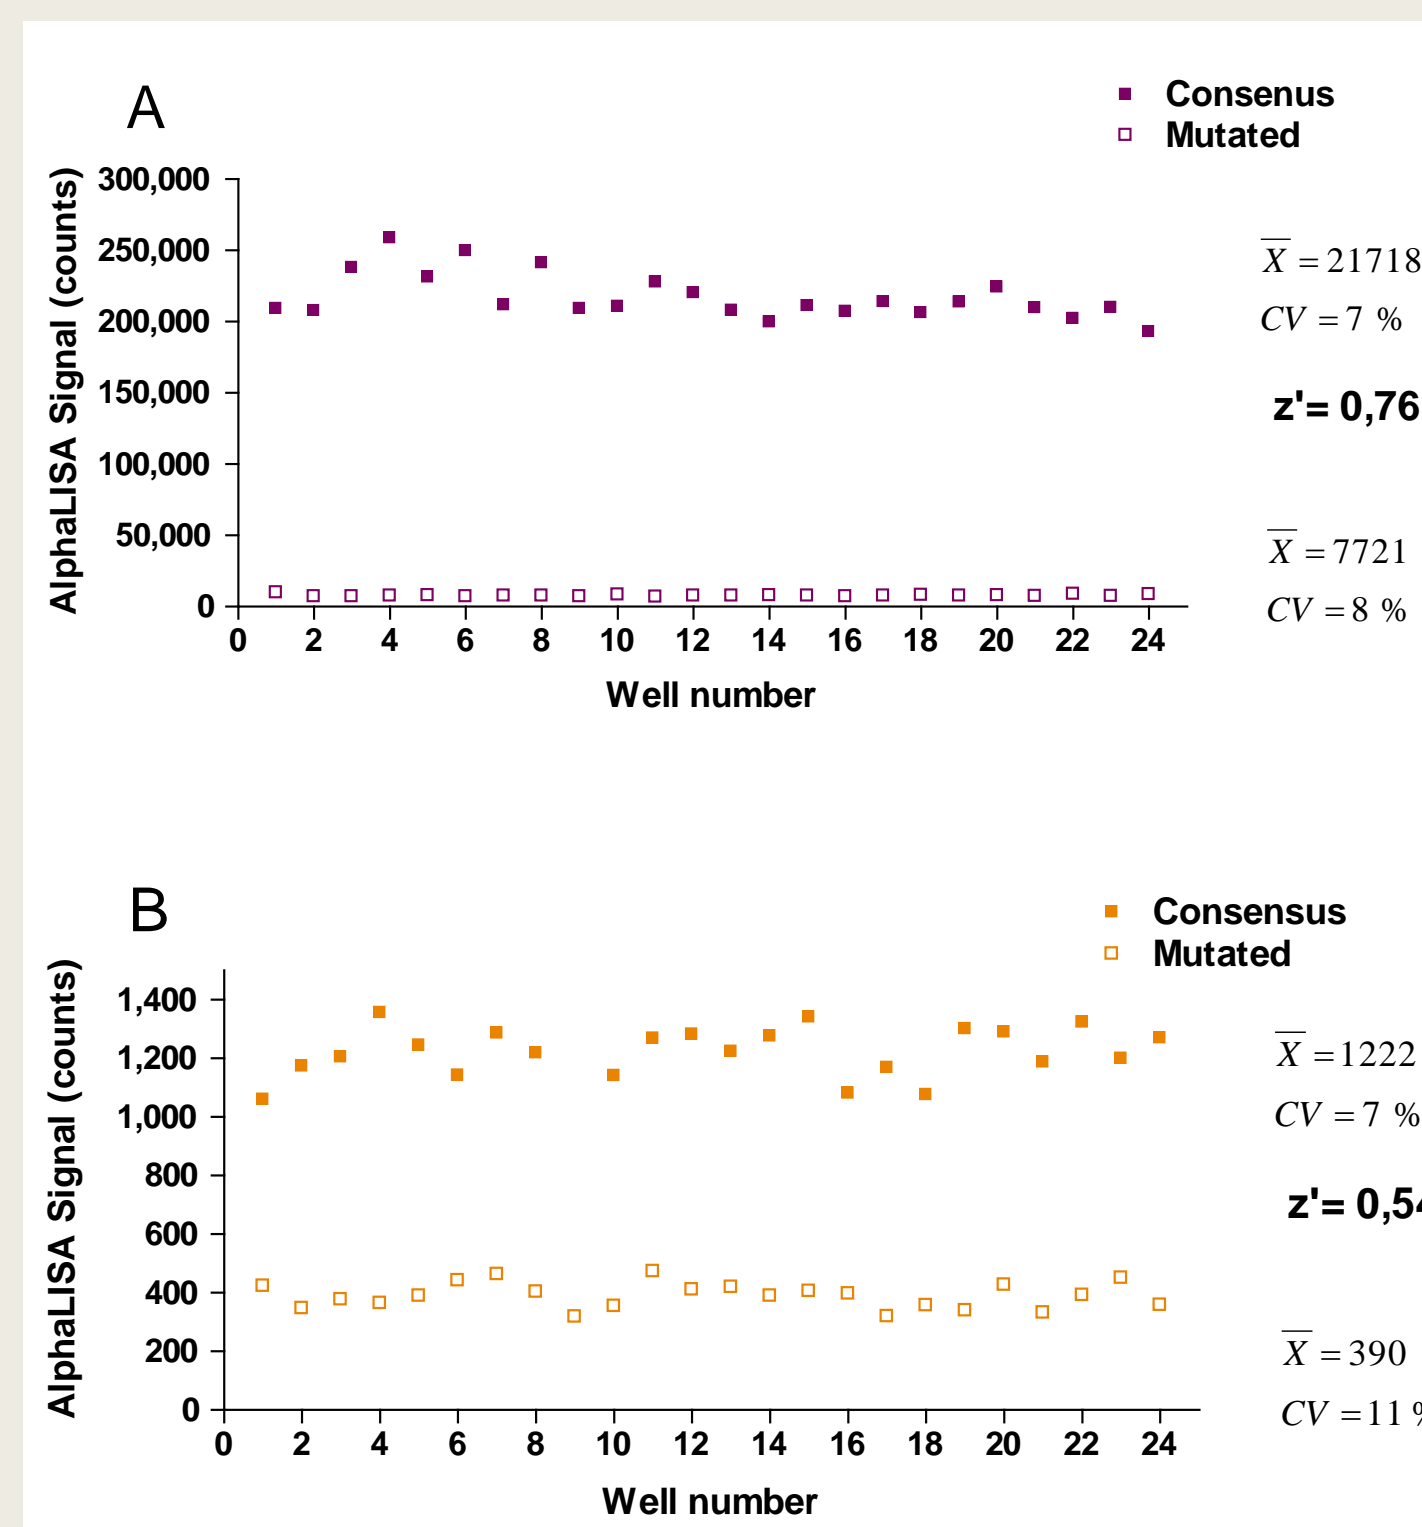 A
Consenus
Mutated
AlphaLISA Signal (counts)
300,000
250,000
200,000
150,000
100,000
50,000
0
0 2 4 6 8 10 12 14 16 18 20 22 24
Well number
X = 21718
CV = 7 %
z'= 0,76
X = 7721
CV = 8 %
B
Consensus
Mutated
AlphaLISA Signal (counts)
1,400
1,200
1,000
800
600
400
200
0
0 2 4 6 8 10 12 14 16 18 20 22 24
Well number
X = 1222
CV = 7 %
z'= 0,54
X = 390
CV = 11 %